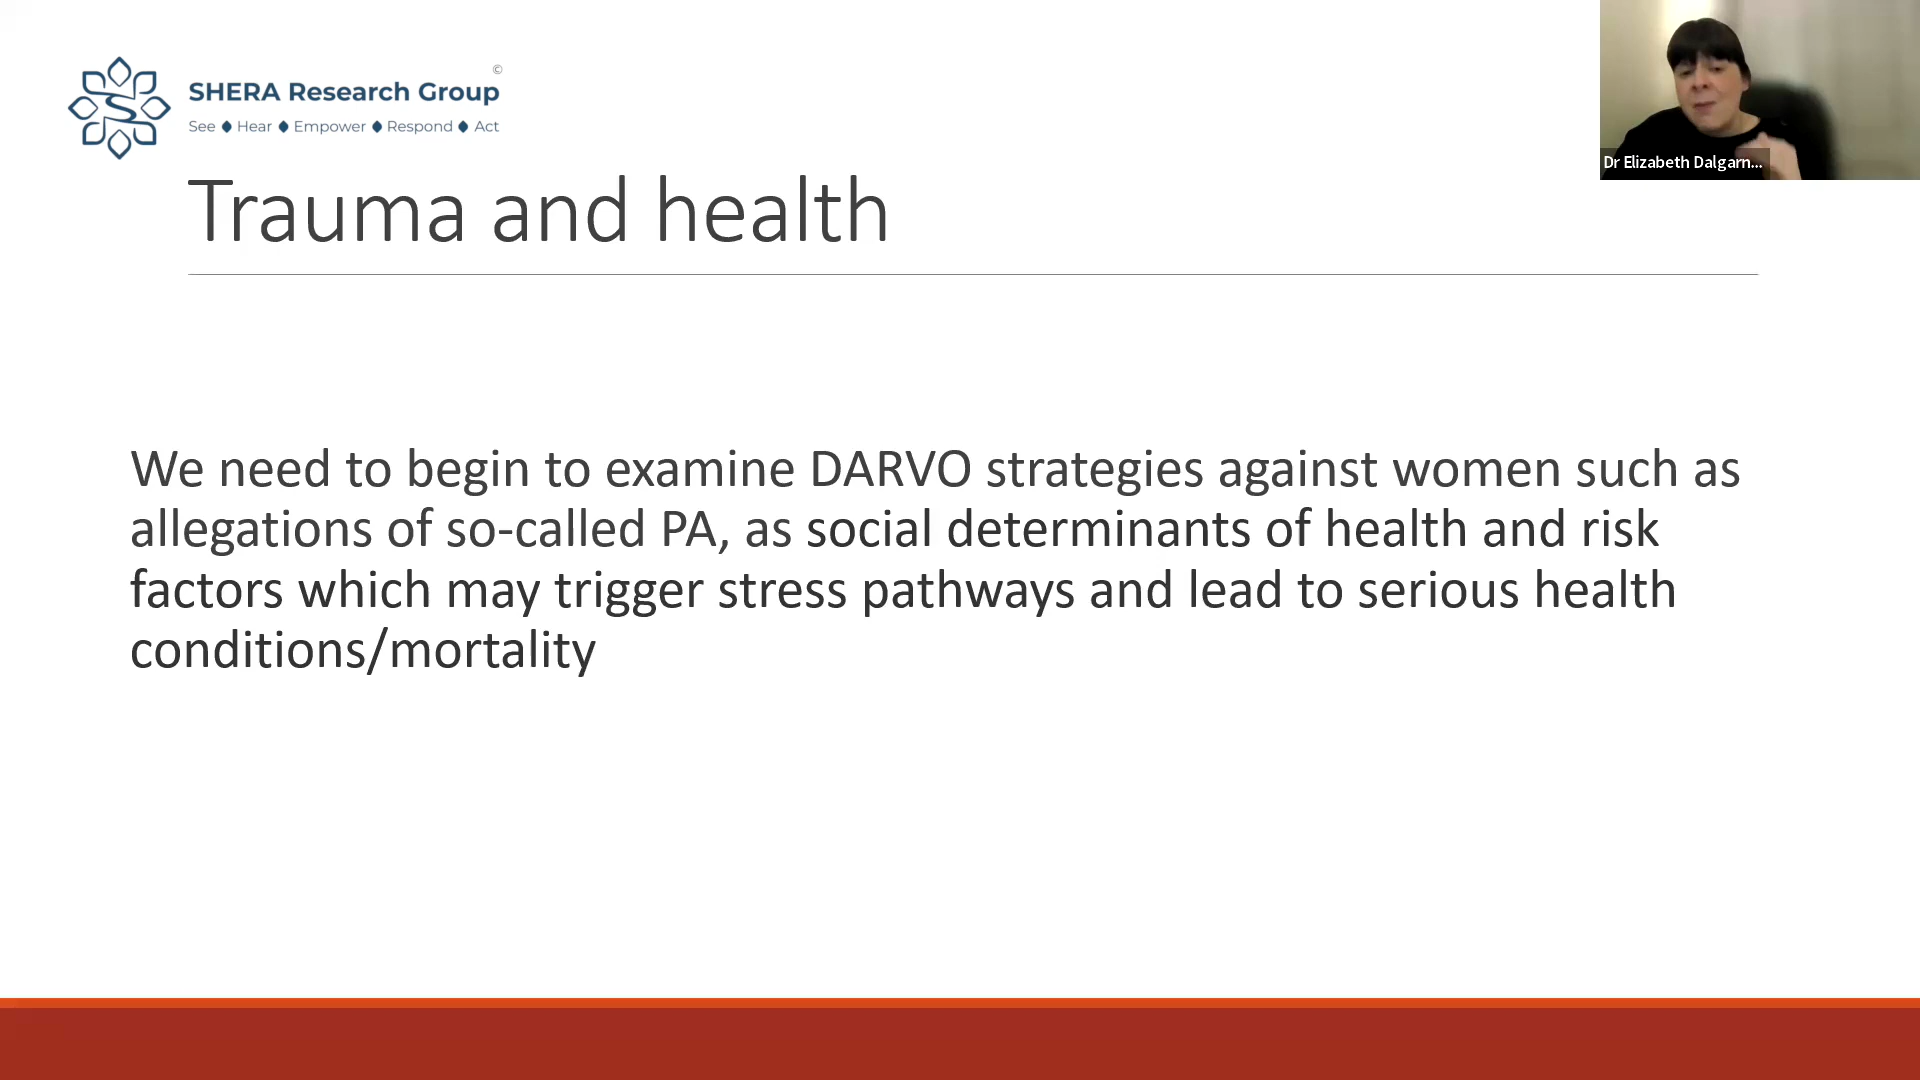 ©
SHERA Research Group
See ♦ Hear ♦ Empower ♦ Respond ♦ Act
Dr Elizabeth Dalgarn...
Trauma and health
We need to begin to examine DARVO strategies against women such as
allegations of so-called PA, as social determinants of health and risk
factors which may trigger stress pathways and lead to serious health
conditions/mortality